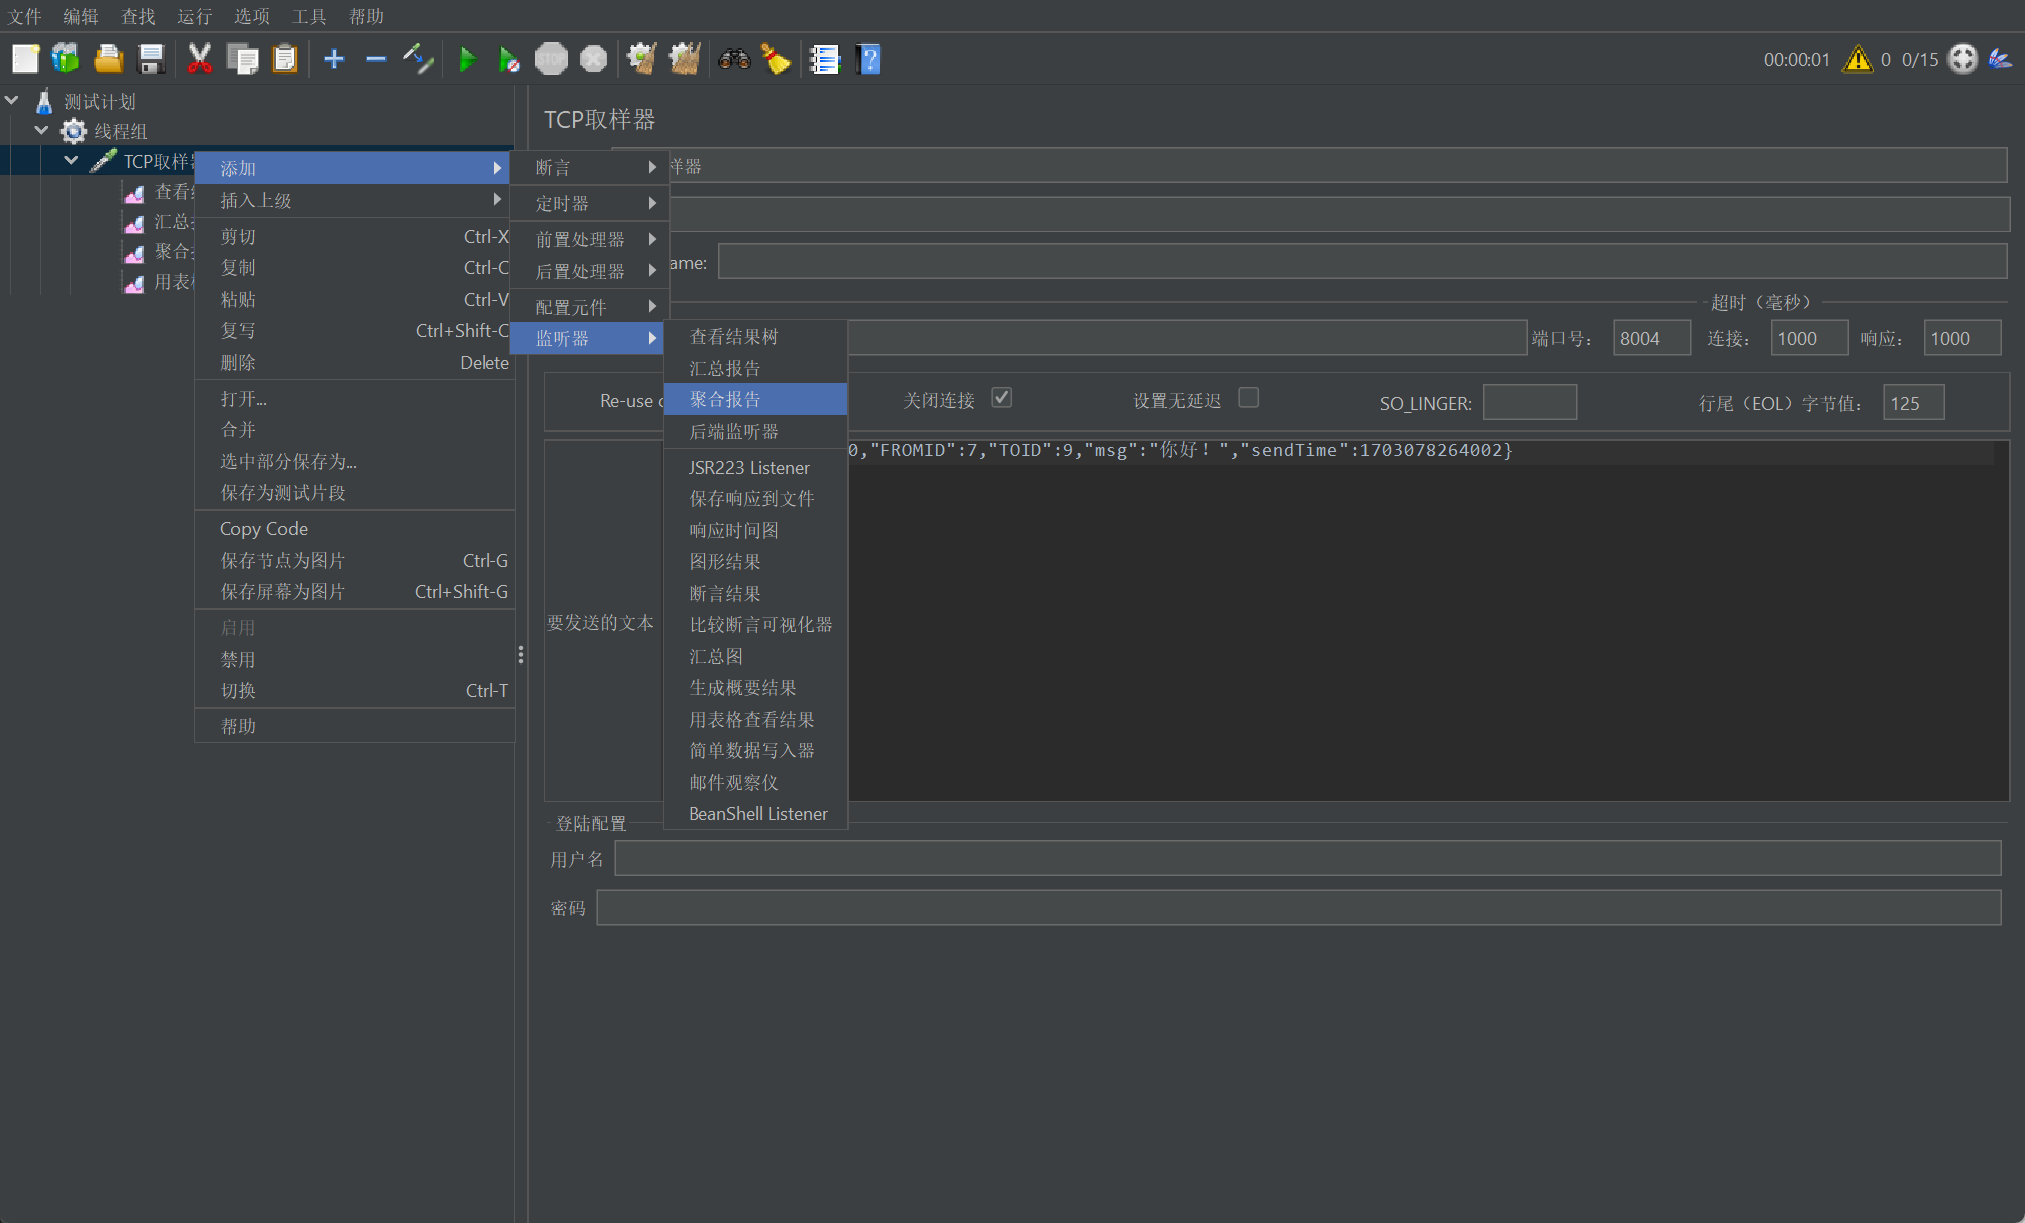 文件 编辑 查找 运行 选项 工具 帮助
STOP
00:00:01 0 0/15
测试计划
线程组
TCP取样
查看
汇总
聚合
用表
添加
插入上级
剪切 Ctrl-X
复制 Ctrl-C
粘贴 Ctrl-V
复写 Ctrl+Shift-C
删除 Delete
打开...
合并
选中部分保存为...
保存为测试片段
Copy Code
保存节点为图片 Ctrl-G
保存屏幕为图片 Ctrl+Shift-G
启用
禁用
切换 Ctrl-T
帮助
断言
定时器
前置处理器
后置处理器
配置元件
监听器
查看结果树
汇总报告
聚合报告
后端监听器
JSR223 Listener
保存响应到文件
响应时间图
图形结果
断言结果
比较断言可视化器
汇总图
生成概要结果
用表格查看结果
简单数据写入器
邮件观察仪
BeanShell Listener
TCP取样器
样器
ame:
超时（毫秒）
端口号： 8004 连接： 1000 响应： 1000
Re-use 关闭连接 设置无延迟 SO_LINGER: 行尾（EOL）字节值： 125
0,"FROMID":7,"TOID":9,"msg":"你好！","sendTime":1703078264002}
要发送的文本
登陆配置
用户名
密码